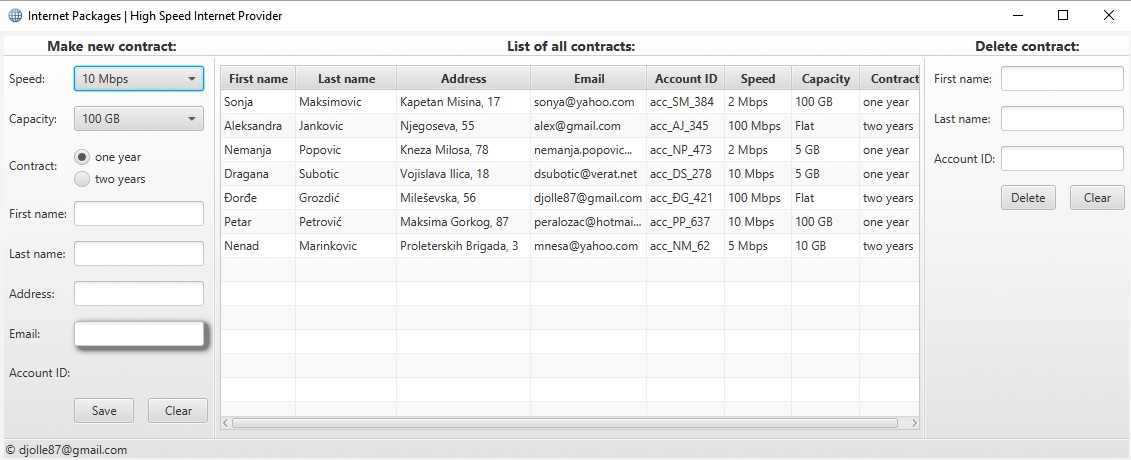 Internet Packages | High Speed Internet Provider
Make new contract:
Speed: 10 Mbps
Capacity: 100 GB
Contract: one year
two years
First name:
Last name:
Address:
Email:
Account ID:
Save Clear
List of all contracts:
First name Last name Address Email Account ID Speed Capacity Contract
Sonja Maksimovic Kapetan Misina, 17 sonya@yahoo.com acc_SM_384 2 Mbps 100 GB one year
Aleksandra Jankovic Njegoseva, 55 alex@gmail.com acc_AJ_345 100 Mbps Flat two years
Nemanja Popovic Kneza Milosa, 78 nemanja.popovic... acc_NP_473 2 Mbps 5 GB one year
Dragana Subotic Vojislava Ilica, 18 dsubotic@verat.net acc_DS_278 10 Mbps 5 GB one year
Đorđe Grozdić Mileševska, 56 djolle87@gmail.com acc_ĐG_421 100 Mbps Flat two years
Petar Petrović Maksima Gorkog, 87 peralozac@hotmai... acc_PP_637 10 Mbps 100 GB one year
Nenad Marinkovic Proleterskih Brigada, 3 mnesa@yahoo.com acc_NM_62 5 Mbps 10 GB two years
Delete contract:
First name:
Last name:
Account ID:
Delete Clear
© djolle87@gmail.com